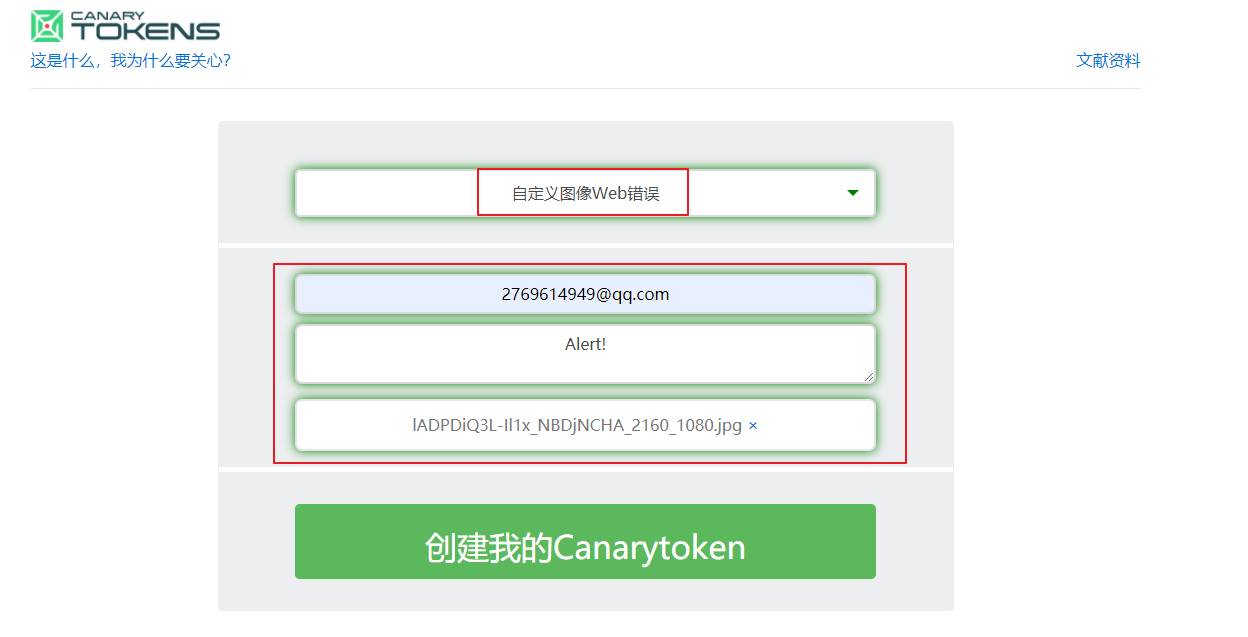 CANARY
TOKENS
这是什么，我为什么要关心?
文献资料
自定义图像Web错误
2769614949@qq.com
Alert!
lADPDiQ3L-Il1x_NBDjNCHA_2160_1080.jpg ×
创建我的Canarytoken